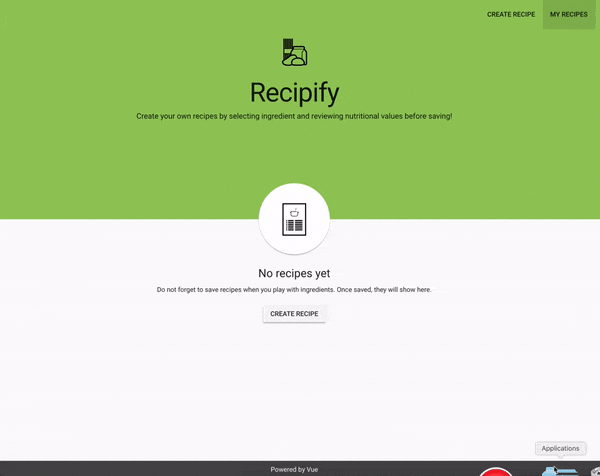 CREATE RECIPE MY RECIPES
Recipify
Create your own recipes by selecting ingredient and reviewing nutritional values before saving!
No recipes yet
Do not forget to save recipes when you play with ingredients. Once saved, they will show here.
CREATE RECIPE
Applications
Powered by Vue